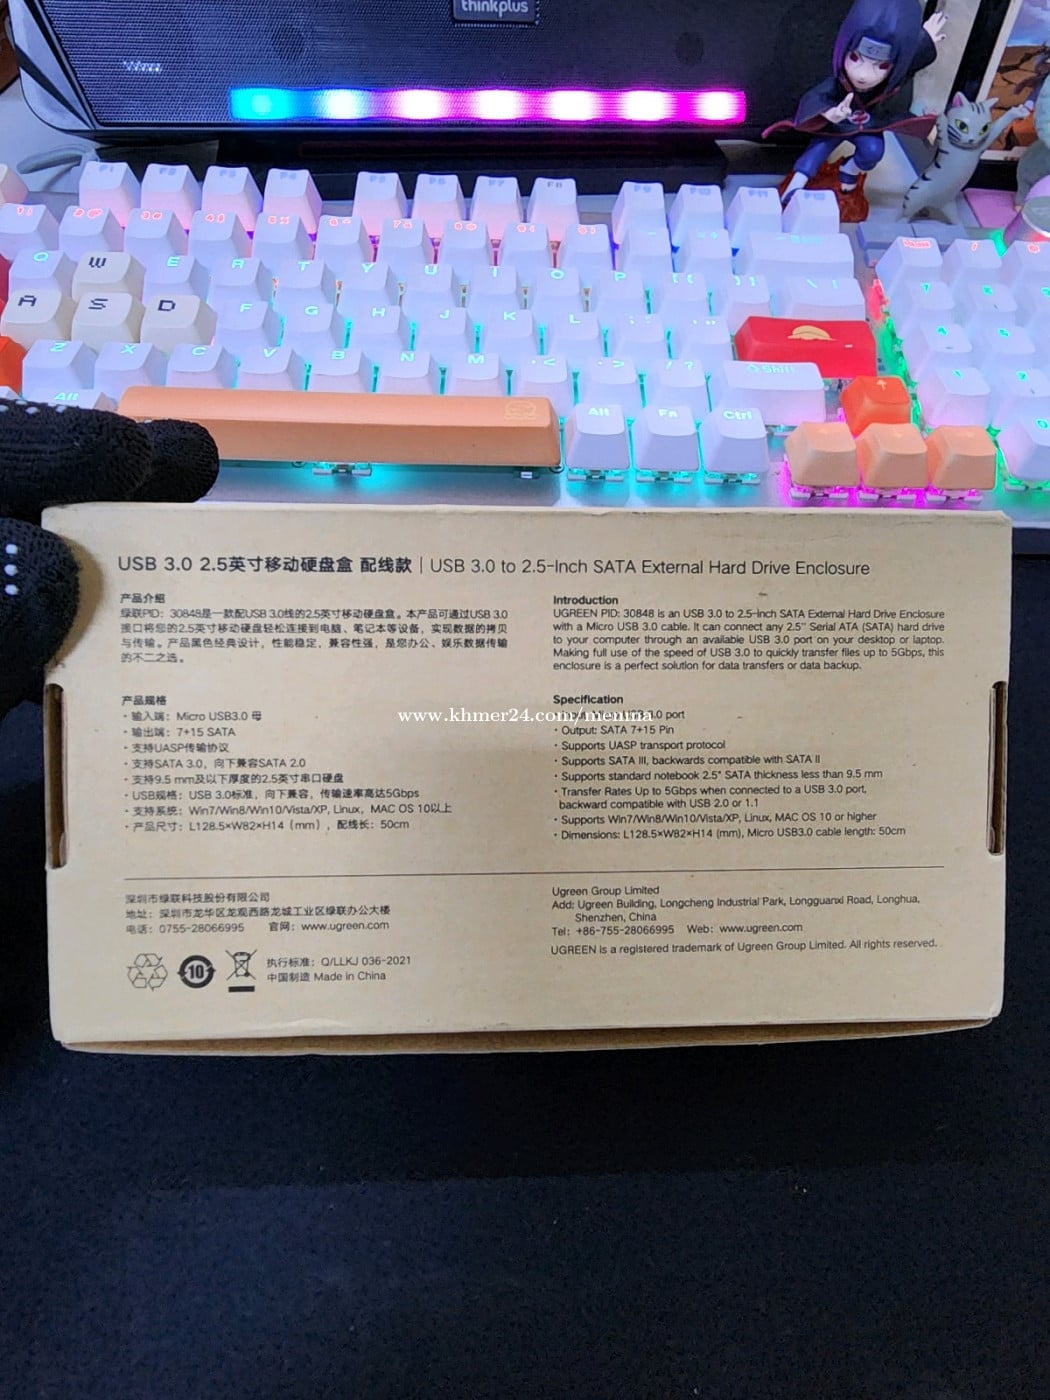 thinkplus
F1 F2 F3 F4 F5 F6 F7 F8 F9 F10 F11 F12
Q W E R T Y U I O P
A S D F G H J K L
Z X C V B N M
Shift
Alt
Alt Fn Ctrl
USB 3.0 2.5英寸移动硬盘盒 配线款 | USB 3.0 to 2.5-Inch SATA External Hard Drive Enclosure
产品介绍
绿联PID: 30848是一款配USB 3.0线的2.5英寸移动硬盘盒。本产品可通过USB 3.0
接口将您的2.5英寸移动硬盘轻松连接到电脑、笔记本等设备，实现数据的拷贝
与传输。产品黑色经典设计，性能稳定，兼容性强，是您办公、娱乐数据传输
的不二之选。
Introduction
UGREEN PID: 30848 is an USB 3.0 to 2.5-Inch SATA External Hard Drive Enclosure
with a Micro USB 3.0 cable. It can connect any 2.5" Serial ATA (SATA) hard drive
to your computer through an available USB 3.0 port on your desktop or laptop.
Making full use of the speed of USB 3.0 to quickly transfer files up to 5Gbps, this
enclosure is a perfect solution for data transfers or data backup.
产品规格
· 输入端：Micro USB3.0 母
· 输出端：7+15 SATA
· 支持UASP传输协议
· 支持SATA 3.0，向下兼容SATA 2.0
· 支持9.5 mm及以下厚度的2.5英寸串口硬盘
· USB规格：USB 3.0标准，向下兼容，传输速率高达5Gbps
· 支持系统：Win7/Win8/Win10/Vista/XP, Linux, MAC OS 10以上
· 产品尺寸：L128.5×W82×H14 (mm)，配线长：50cm
Specification
port
· Output: SATA 7+15 Pin
· Supports UASP transport protocol
· Supports SATA III, backwards compatible with SATA II
· Supports standard notebook 2.5" SATA thickness less than 9.5 mm
· Transfer Rates Up to 5Gbps when connected to a USB 3.0 port,
backward compatible with USB 2.0 or 1.1
· Supports Win7/Win8/Win10/Vista/XP, Linux, MAC OS 10 or higher
· Dimensions: L128.5×W82×H14 (mm), Micro USB3.0 cable length: 50cm
www.khmer24.com/menma
深圳市绿联科技股份有限公司
地址：深圳市龙华区龙观西路龙城工业区绿联办公大楼
电话：0755-28066995 官网：www.ugreen.com
Ugreen Group Limited
Add: Ugreen Building, Longcheng Industrial Park, Longguanxi Road, Longhua,
Shenzhen, China
Tel: +86-755-28066995 Web: www.ugreen.com
UGREEN is a registered trademark of Ugreen Group Limited. All rights reserved.
10
执行标准：Q/LLKJ 036-2021
中国制造 Made in China